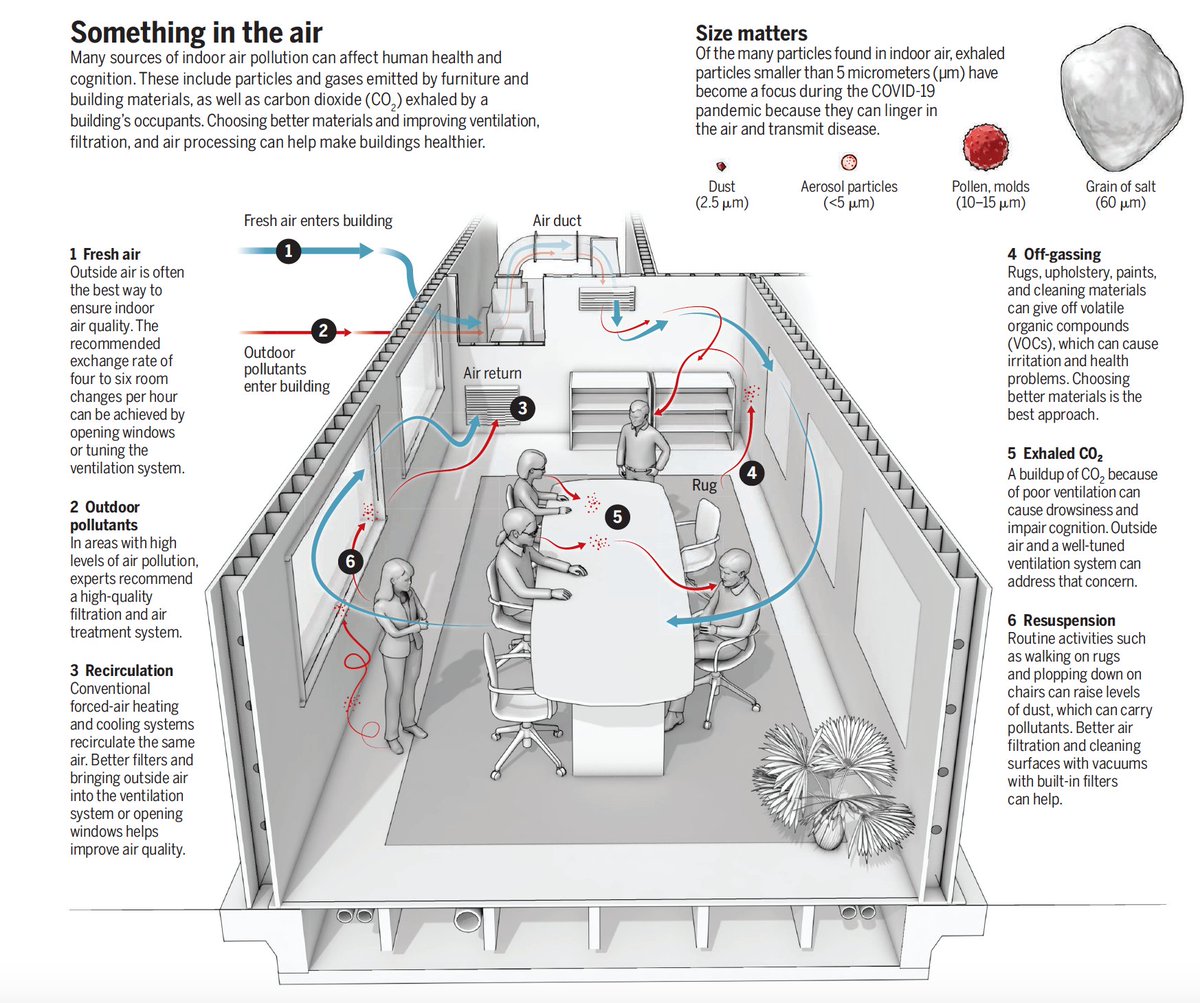 Something in the air
Many sources of indoor air pollution can affect human health and
cognition. These include particles and gases emitted by furniture and
building materials, as well as carbon dioxide (CO₂) exhaled by a
building's occupants. Choosing better materials and improving ventilation,
filtration, and air processing can help make buildings healthier.
Size matters
Of the many particles found in indoor air, exhaled
particles smaller than 5 micrometers (μm) have
become a focus during the COVID-19
pandemic because they can linger in
the air and transmit disease.
Dust
(2.5 μm)
Aerosol particles
(<5 μm)
Pollen, molds
(10–15 μm)
Grain of salt
(60 μm)
Fresh air enters building
1
Air duct
2
Outdoor
pollutants
enter building
Air return
3
Rug
4
5
6
1 Fresh air
Outside air is often
the best way to
ensure indoor
air quality. The
recommended
exchange rate of
four to six room
changes per hour
can be achieved by
opening windows
or tuning the
ventilation system.
2 Outdoor
pollutants
In areas with high
levels of air pollution,
experts recommend
a high-quality
filtration and air
treatment system.
3 Recirculation
Conventional
forced-air heating
and cooling systems
recirculate the same
air. Better filters and
bringing outside air
into the ventilation
system or opening
windows helps
improve air quality.
4 Off-gassing
Rugs, upholstery, paints,
and cleaning materials
can give off volatile
organic compounds
(VOCs), which can cause
irritation and health
problems. Choosing
better materials is the
best approach.
5 Exhaled CO₂
A buildup of CO₂ because
of poor ventilation can
cause drowsiness and
impair cognition. Outside
air and a well-tuned
ventilation system can
address that concern.
6 Resuspension
Routine activities such
as walking on rugs
and plopping down on
chairs can raise levels
of dust, which can carry
pollutants. Better air
filtration and cleaning
surfaces with vacuums
with built-in filters
can help.